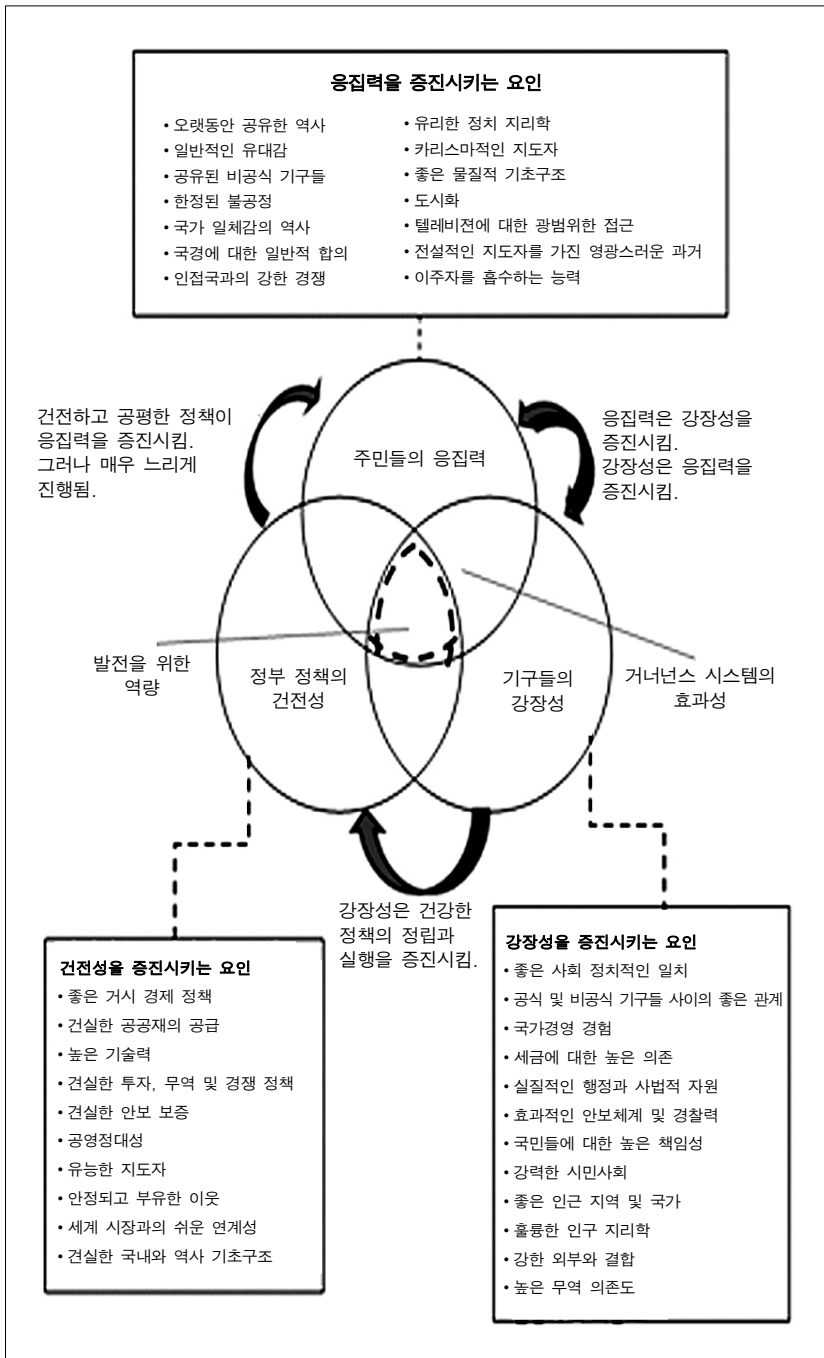 응집력을 증진시키는 요인
• 오랫동안 공유한 역사
• 일반적인 유대감
• 공유된 비공식 기구들
• 한정된 불공정
• 국가 일체감의 역사
• 국경에 대한 일반적 합의
• 인접국과의 강한 경쟁
• 유리한 정치 지리학
• 카리스마적인 지도자
• 좋은 물질적 기초구조
• 도시화
• 텔레비젼에 대한 광범위한 접근
• 전설적인 지도자를 가진 영광스러운 과거
• 이주자를 흡수하는 능력
건전하고 공평한 정책이
응집력을 증진시킴.
그러나 매우 느리게
진행됨.
주민들의 응집력
응집력은 강장성을
증진시킴.
강장성은 응집력을
증진시킴.
발전을 위한
역량
정부 정책의
건전성
기구들의
강장성
거너넌스 시스템의
효과성
강장성은 건강한
정책의 정립과
실행을 증진시킴.
건전성을 증진시키는 요인
• 좋은 거시 경제 정책
• 건실한 공공재의 공급
• 높은 기술력
• 견실한 투자, 무역 및 경쟁 정책
• 견실한 안보 보증
• 공영정대성
• 유능한 지도자
• 안정되고 부유한 이웃
• 세계 시장과의 쉬운 연계성
• 견실한 국내와 역사 기초구조
강장성을 증진시키는 요인
• 좋은 사회 정치적인 일치
• 공식 및 비공식 기구들 사이의 좋은 관계
• 국가경영 경험
• 세금에 대한 높은 의존
• 실질적인 행정과 사법적 자원
• 효과적인 안보체계 및 경찰력
• 국민들에 대한 높은 책임성
• 강력한 시민사회
• 좋은 인근 지역 및 국가
• 훌륭한 인구 지리학
• 강한 외부와 결합
• 높은 무역 의존도